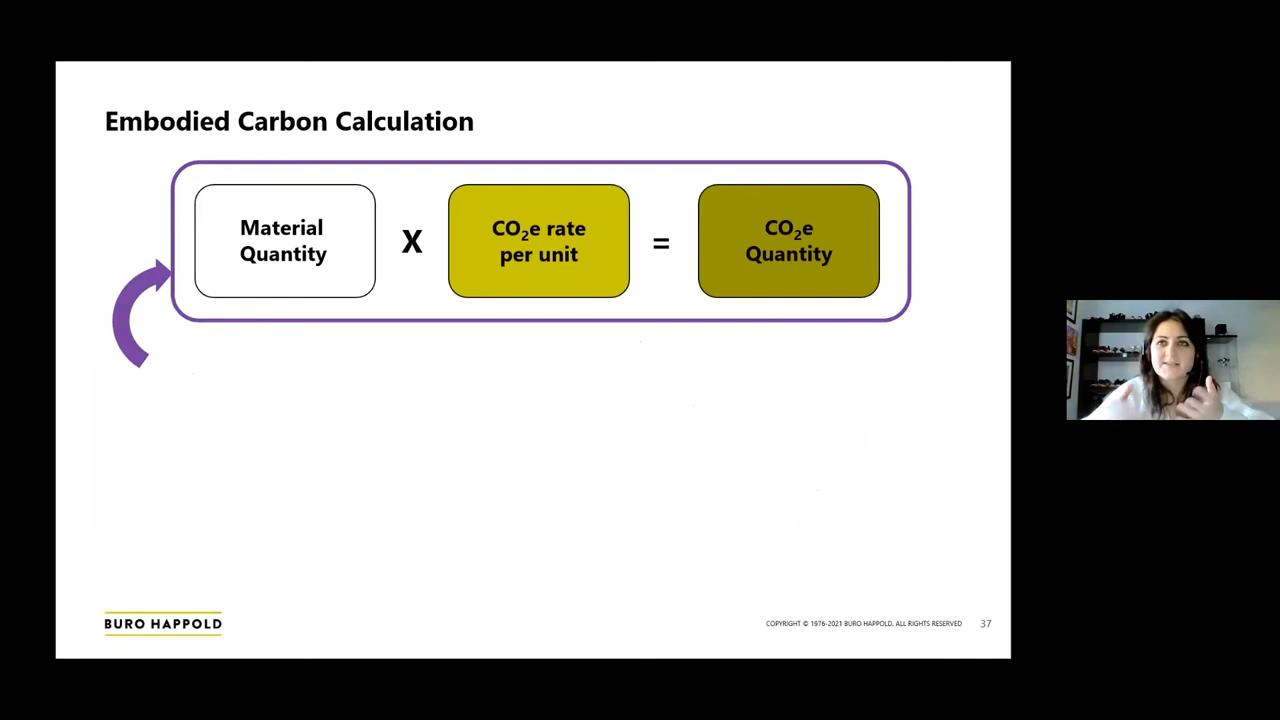 Embodied Carbon Calculation
Material
Quantity
X
CO₂e rate
per unit
=
CO₂e
Quantity
BURO HAPPOLD
COPYRIGHT © 1976-2021 BURO HAPPOLD. ALL RIGHTS RESERVED
37